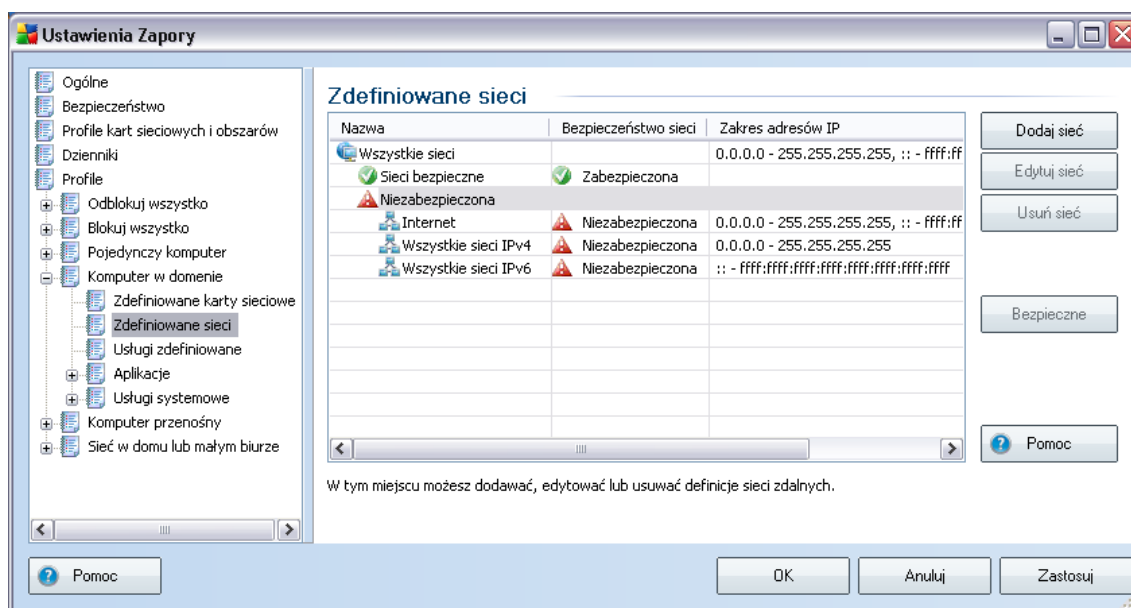 Ustawienia Zapory
Ogólne
Bezpieczeństwo
Profile kart sieciowych i obszarów
Dzienniki
Profile
Odblokuj wszystko
Blokuj wszystko
Pojedynczy komputer
Komputer w domenie
Zdefiniowane karty sieciowe
Zdefiniowane sieci
Usługi zdefiniowane
Aplikacje
Usługi systemowe
Komputer przenośny
Sieć w domu lub małym biurze
Zdefiniowane sieci
Nazwa Bezpieczeństwo sieci Zakres adresów IP
Wszystkie sieci 0.0.0.0 - 255.255.255.255, :: - ffff:ff
Sieci bezpieczne Zabezpieczona
Niezabezpieczona
Internet Niezabezpieczona 0.0.0.0 - 255.255.255.255, :: - ffff:ff
Wszystkie sieci IPv4 Niezabezpieczona 0.0.0.0 - 255.255.255.255
Wszystkie sieci IPv6 Niezabezpieczona :: - ffff:ffff:ffff:ffff:ffff:ffff:ffff:ffff
Dodaj sieć
Edytuj sieć
Usuń sieć
Bezpieczne
Pomoc
W tym miejscu możesz dodawać, edytować lub usuwać definicje sieci zdalnych.
Pomoc
OK
Anuluj
Zastosuj